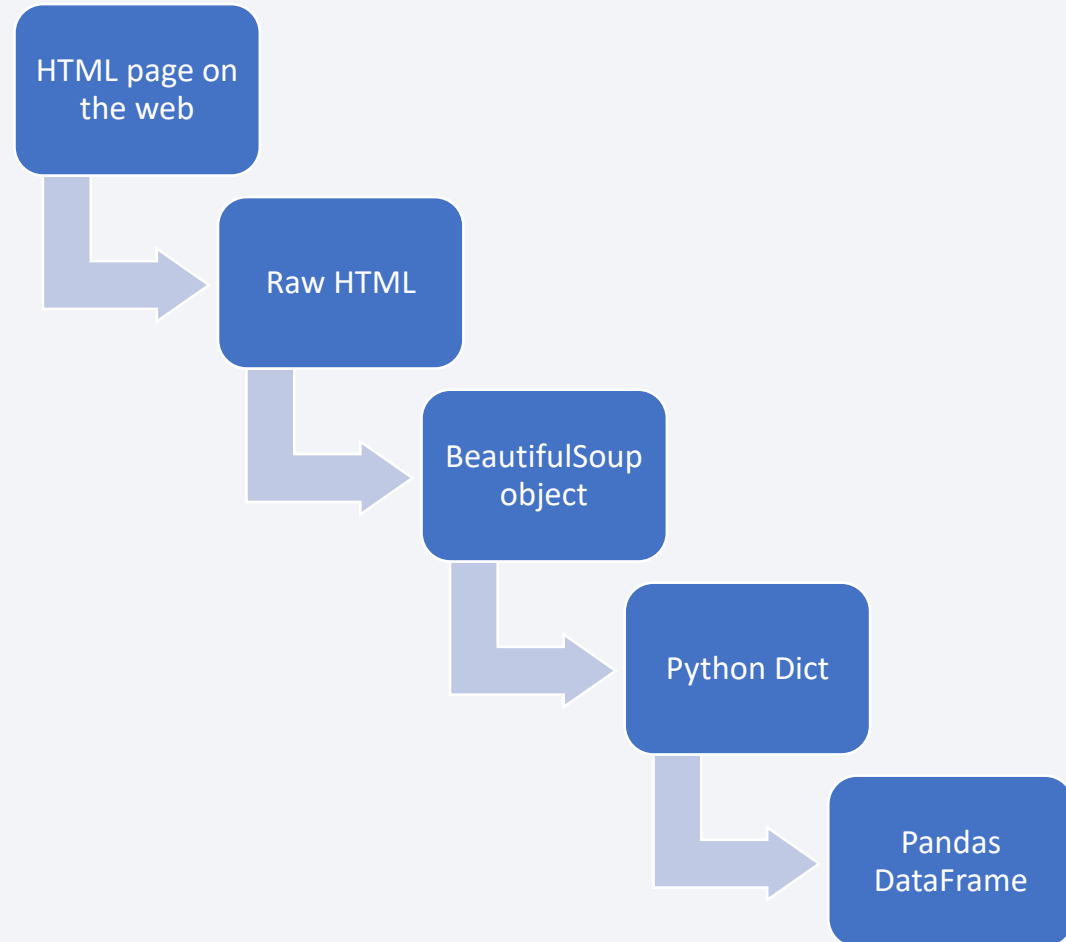 HTML page on
the web
Raw HTML
BeautifulSoup
object
Python Dict
Pandas
DataFrame